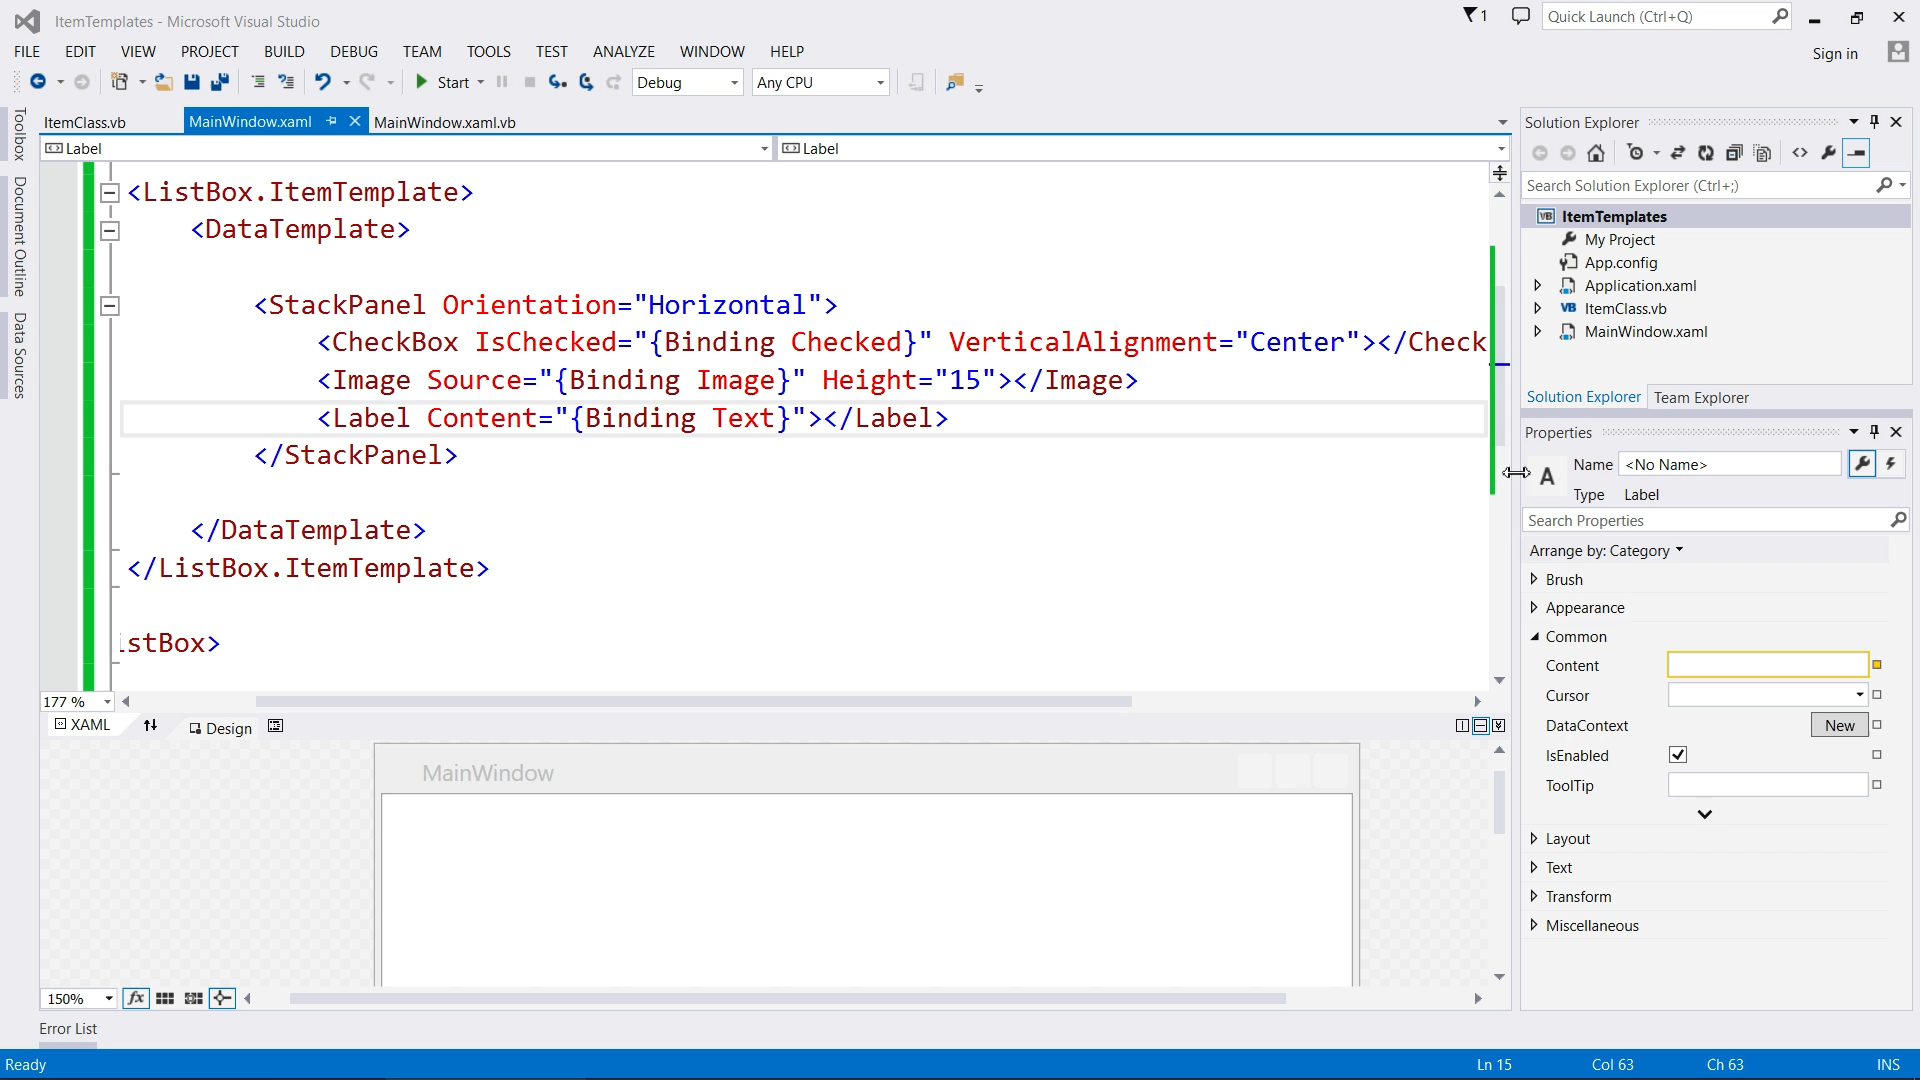 ItemTemplates - Microsoft Visual Studio
1
Quick Launch (Ctrl+Q)
FILE EDIT VIEW PROJECT BUILD DEBUG TEAM TOOLS TEST ANALYZE WINDOW HELP
Sign in
Start Debug Any CPU
Toolbox
Document Outline
Data Sources
ItemClass.vb MainWindow.xaml MainWindow.xaml.vb
Label Label
<ListBox.ItemTemplate>
<DataTemplate>
<StackPanel Orientation="Horizontal">
<CheckBox IsChecked="{Binding Checked}" VerticalAlignment="Center"></Check
<Image Source="{Binding Image}" Height="15"></Image>
<Label Content="{Binding Text}"></Label>
</StackPanel>
</DataTemplate>
</ListBox.ItemTemplate>
istBox>
177 %
XAML Design
MainWindow
150% fx
Error List
Solution Explorer
Search Solution Explorer (Ctrl+;)
VB ItemTemplates
My Project
App.config
Application.xaml
VB ItemClass.vb
MainWindow.xaml
Solution Explorer Team Explorer
Properties
A Name <No Name>
Type Label
Search Properties
Arrange by: Category
Brush
Appearance
Common
Content
Cursor
DataContext New
IsEnabled
ToolTip
Layout
Text
Transform
Miscellaneous
Ready Ln 15 Col 63 Ch 63 INS